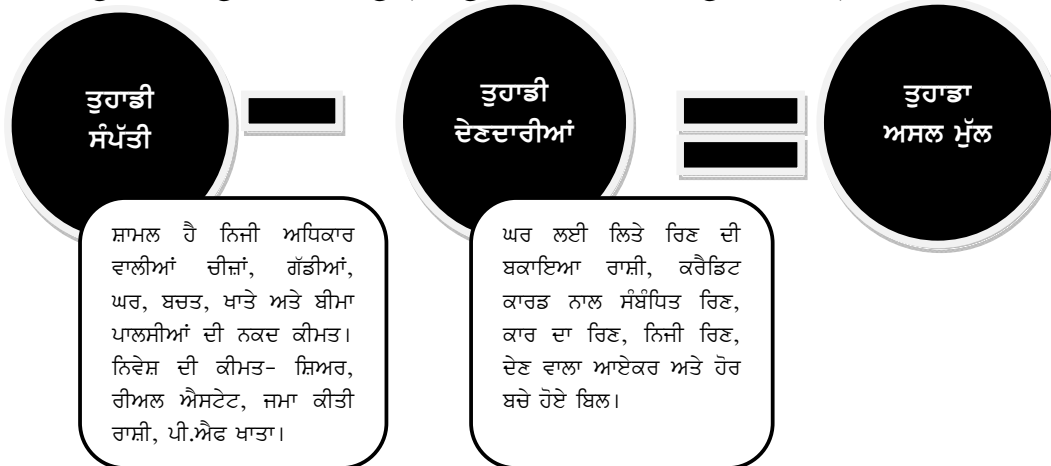 ਤੁਹਾਡੀ
ਸੰਪੱਤੀ
ਤੁਹਾਡੀ
ਦੇਣਦਾਰੀਆਂ
ਤੁਹਾਡਾ
ਅਸਲ ਮੁੱਲ
ਸ਼ਾਮਲ ਹੈ ਨਿਜੀ ਅਧਿਕਾਰ
ਵਾਲੀਆਂ ਚੀਜ਼ਾਂ, ਗੱਡੀਆਂ,
ਘਰ, ਬਚਤ, ਖਾਤੇ ਅਤੇ ਬੀਮਾ
ਪਾਲਸੀਆਂ ਦੀ ਨਕਦ ਕੀਮਤ।
ਨਿਵੇਸ਼ ਦੀ ਕੀਮਤ- ਸ਼ਿਅਰ,
ਰੀਅਲ ਐਸਟੇਟ, ਜਮਾ ਕੀਤੀ
ਰਾਸ਼ੀ, ਪੀ.ਐਫ ਖਾਤਾ।
ਘਰ ਲਈ ਲਿਤੇ ਰਿਣ ਦੀ
ਬਕਾਇਆ ਰਾਸ਼ੀ, ਕਰੈਡਿਟ
ਕਾਰਡ ਨਾਲ ਸੰਬੰਧਿਤ ਰਿਣ,
ਕਾਰ ਦਾ ਰਿਣ, ਨਿਜੀ ਰਿਣ,
ਦੇਣ ਵਾਲਾ ਆਏਕਰ ਅਤੇ ਹੋਰ
ਬਚੇ ਹੋਏ ਬਿਲ।